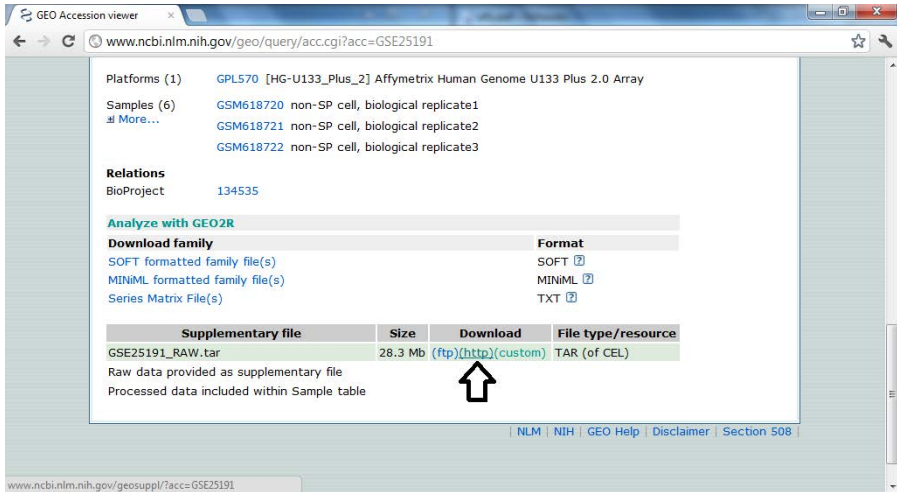 GEO Accession viewer
www.ncbi.nlm.nih.gov/geo/query/acc.cgi?acc=GSE25191
Platforms (1) GPL570 [HG-U133_Plus_2] Affymetrix Human Genome U133 Plus 2.0 Array
Samples (6) GSM618720 non-SP cell, biological replicate1
More... GSM618721 non-SP cell, biological replicate2
GSM618722 non-SP cell, biological replicate3
Relations
BioProject 134535
Analyze with GEO2R
Download family Format
SOFT formatted family file(s) SOFT ?
MINiML formatted family file(s) MINiML ?
Series Matrix File(s) TXT ?
Supplementary file Size Download File type/resource
GSE25191_RAW.tar 28.3 Mb (ftp)(http)(custom) TAR (of CEL)
Raw data provided as supplementary file
Processed data included within Sample table
| NLM | NIH | GEO Help | Disclaimer | Section 508 |
www.ncbi.nlm.nih.gov/geosuppl/?acc=GSE25191